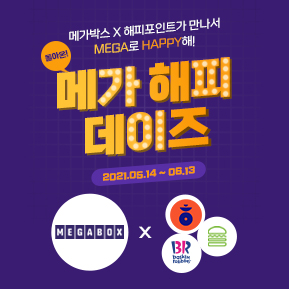 메가박스 X 해피포인트가 만나서
MEGA로 HAPPY해!
돌아온!
메가 해피
데이즈
2021.06.14 ~ 08.13
MEGABOX
X
BR
baskin
robbins